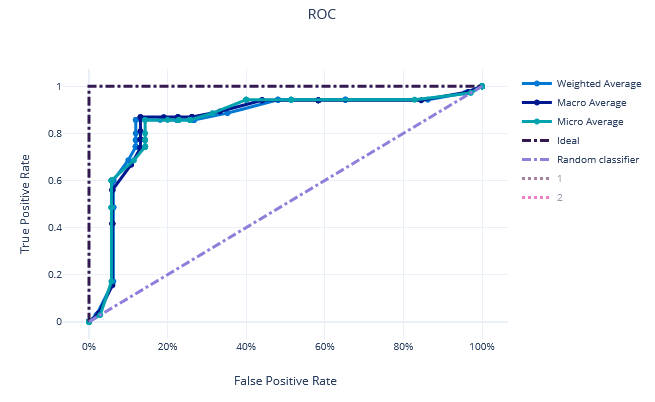 ROC
True Positive Rate
1
0.8
0.6
0.4
0.2
0
0%
20%
40%
60%
80%
100%
False Positive Rate
Weighted Average
Macro Average
Micro Average
Ideal
Random classifier
1
2